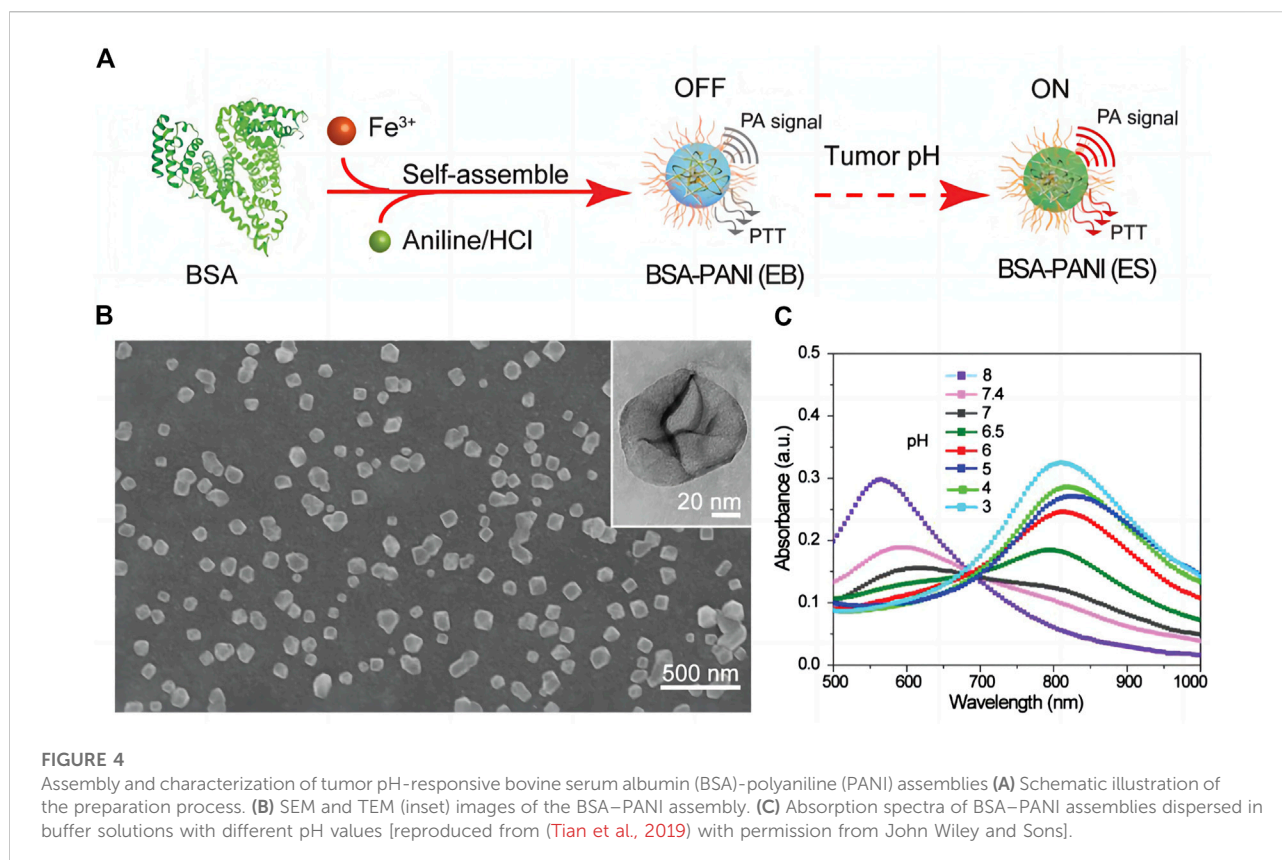 A
OFF
ON
Fe³⁺
PA signal
PA signal
Self-assemble
Tumor pH
Aniline/HCl
PTT
PTT
BSA
BSA-PANI (EB)
BSA-PANI (ES)
B
20 nm
500 nm
C
0.5
0.4
0.3
0.2
0.1
0.0
Absorbance (a.u.)
pH
8
7.4
7
6.5
6
5
4
3
500 600 700 800 900 1000
Wavelength (nm)
FIGURE 4
Assembly and characterization of tumor pH-responsive bovine serum albumin (BSA)-polyaniline (PANI) assemblies (A) Schematic illustration of
the preparation process. (B) SEM and TEM (inset) images of the BSA–PANI assembly. (C) Absorption spectra of BSA–PANI assemblies dispersed in
buffer solutions with different pH values [reproduced from (Tian et al., 2019) with permission from John Wiley and Sons].